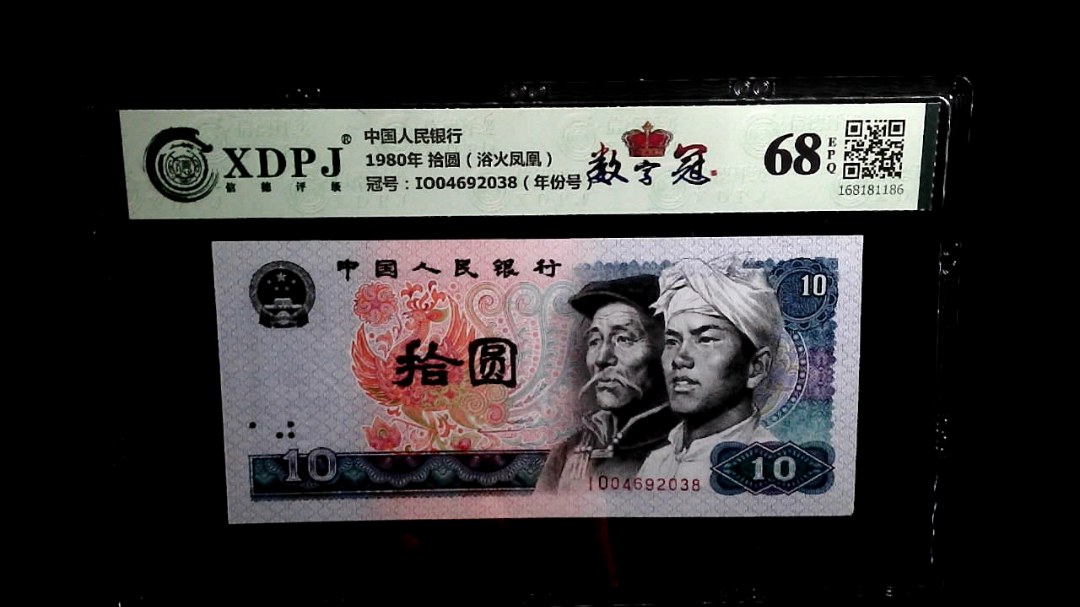 XDPJ®
信德评级
中国人民银行
1980年 拾圆（浴火凤凰）
冠号：IO04692038（年份号）
数字冠
68
EPQ
168181186
中国人民银行
10
拾圆
10
10
IO04692038